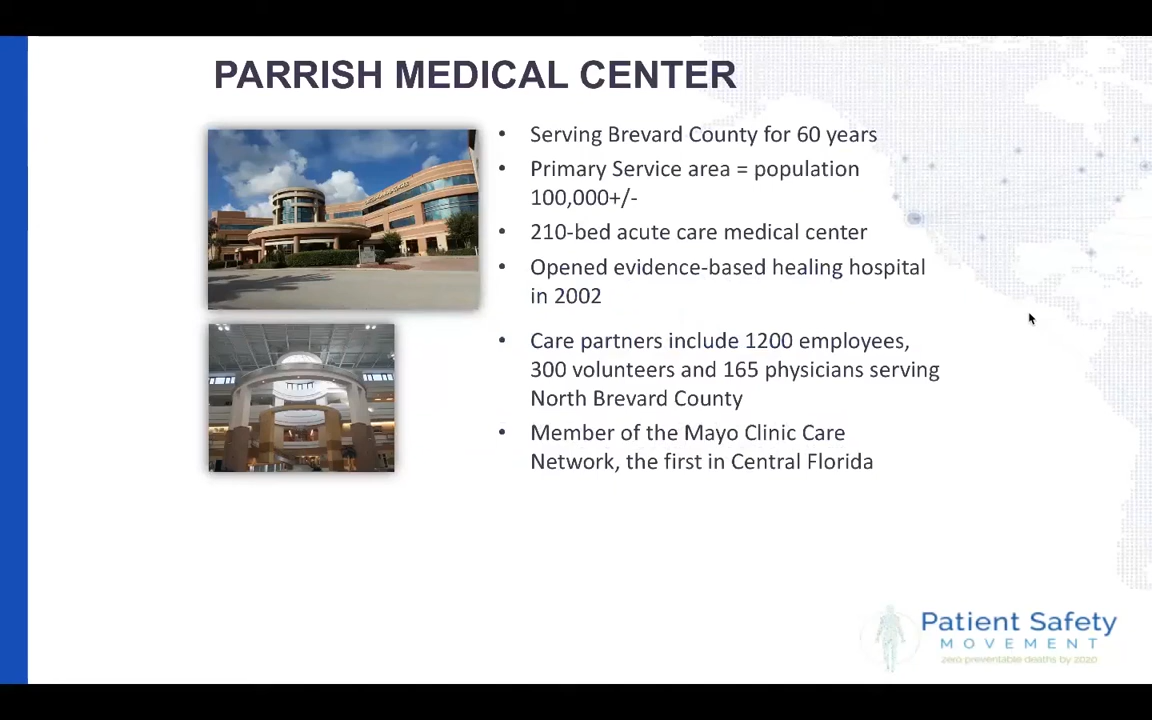 PARRISH MEDICAL CENTER
• Serving Brevard County for 60 years
• Primary Service area = population
100,000+/-
• 210-bed acute care medical center
• Opened evidence-based healing hospital
in 2002
• Care partners include 1200 employees,
300 volunteers and 165 physicians serving
North Brevard County
• Member of the Mayo Clinic Care
Network, the first in Central Florida
Patient Safety
MOVEMENT
zero preventable deaths by 2020